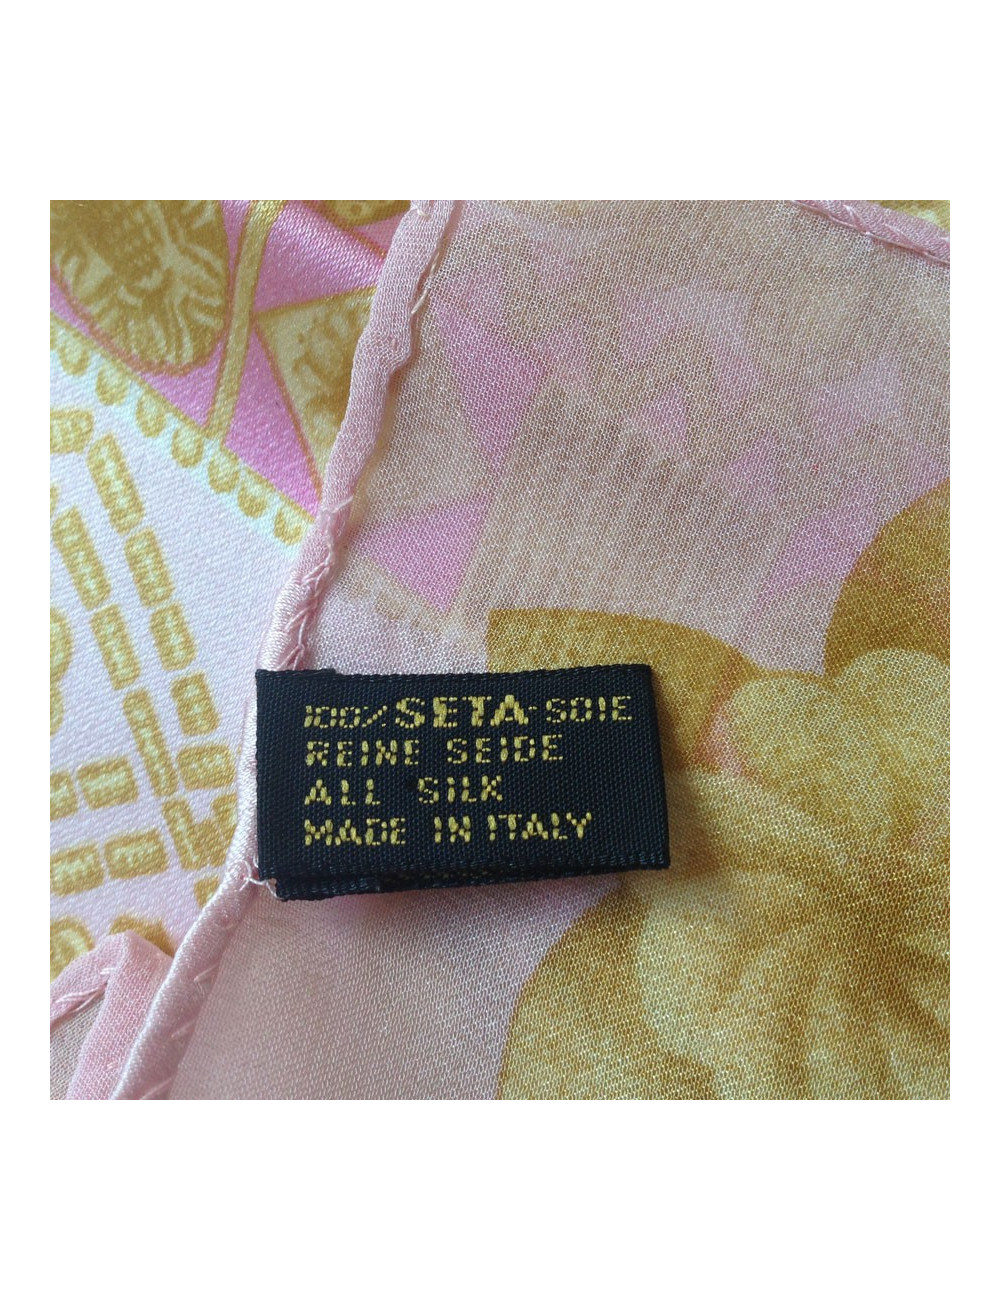 100% SETA-SOIE
REINE SEIDE
ALL SILK
MADE IN ITALY